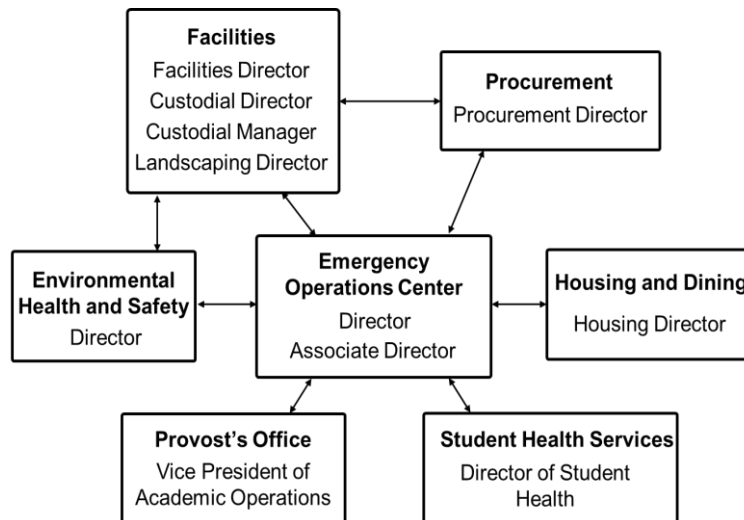 Facilities
Facilities Director
Custodial Director
Custodial Manager
Landscaping Director
Procurement
Procurement Director
Environmental
Health and Safety
Director
Emergency
Operations Center
Director
Associate Director
Housing and Dining
Housing Director
Provost’s Office
Vice President of
Academic Operations
Student Health Services
Director of Student
Health